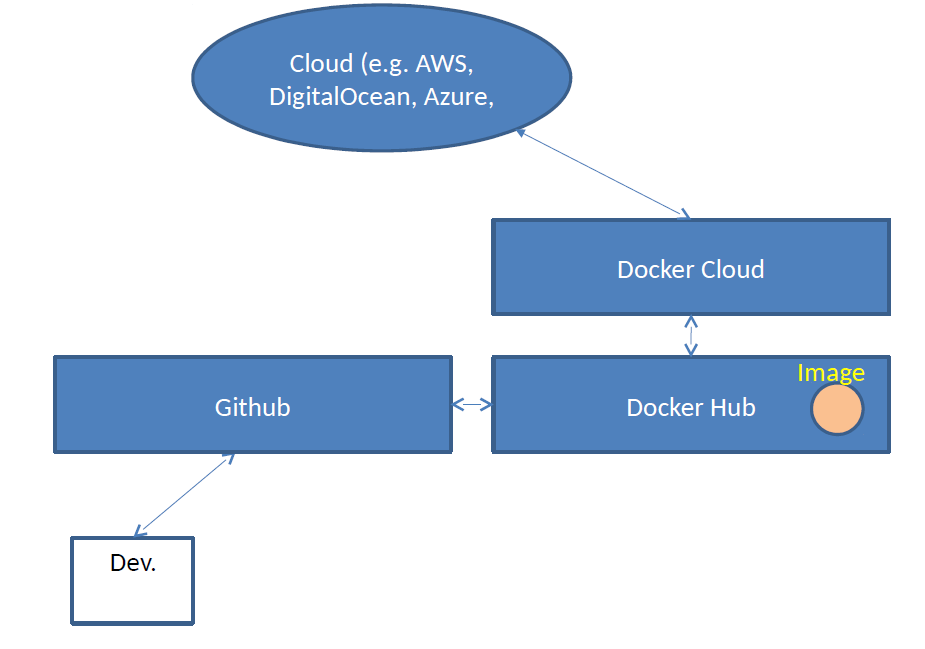 Cloud (e.g. AWS,
DigitalOcean, Azure,
Docker Cloud
Image
Github
Docker Hub
Dev.